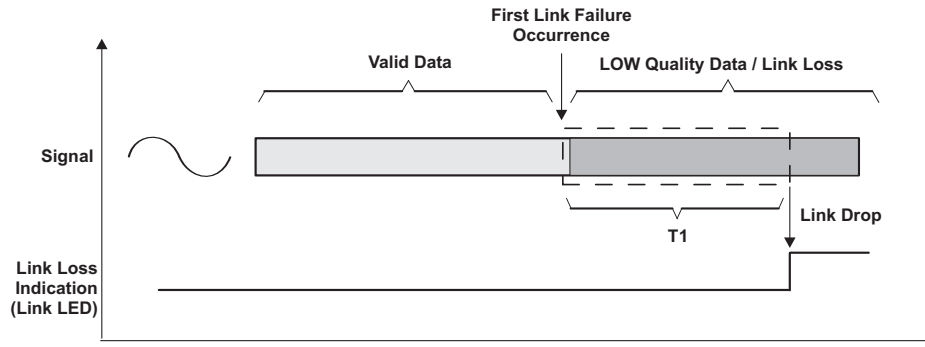 First Link Failure
Occurrence
Valid Data
LOW Quality Data / Link Loss
Signal
T1
Link Drop
Link Loss
Indication
(Link LED)